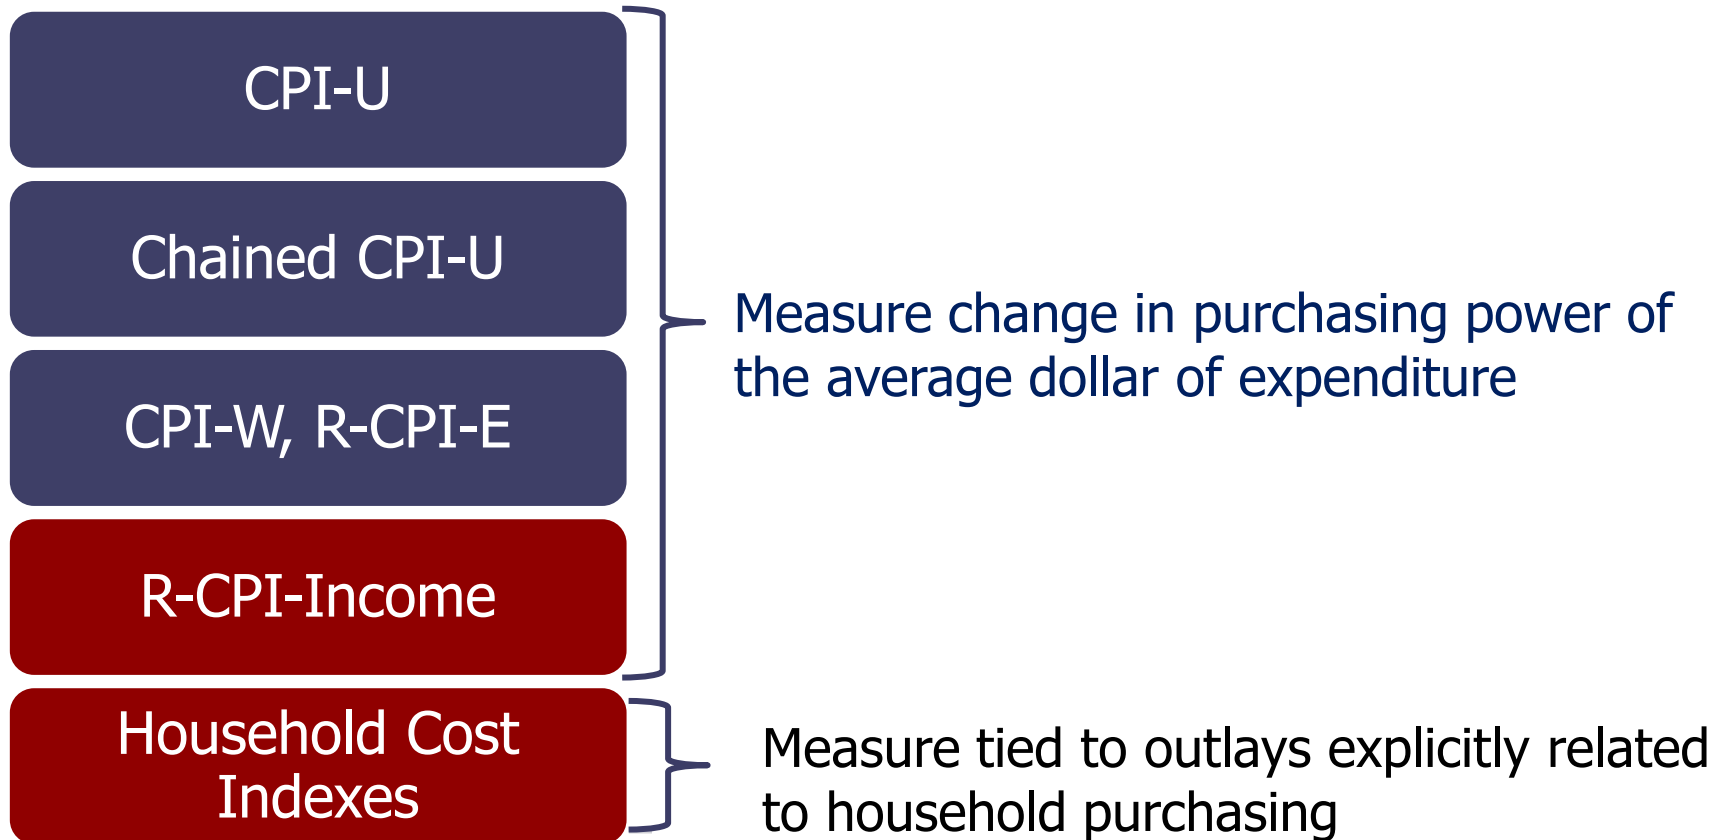 CPI-U
Chained CPI-U
CPI-W, R-CPI-E
R-CPI-Income
Measure change in purchasing power of
the average dollar of expenditure
Household Cost
Indexes
Measure tied to outlays explicitly related
to household purchasing